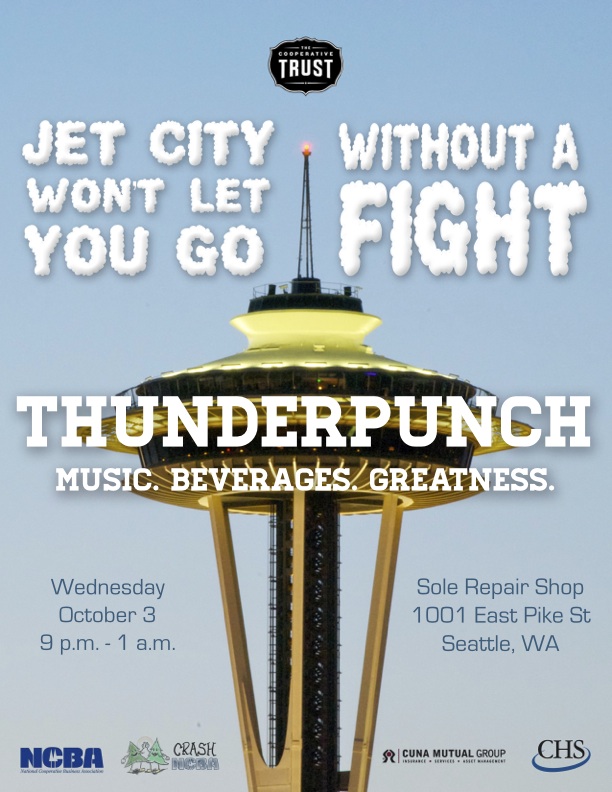 THE
COOPERATIVE
TRUST
JET CITY
WON'T LET
YOU GO
WITHOUT A
FIGHT
THUNDERPUNCH
MUSIC. BEVERAGES. GREATNESS.
Wednesday
October 3
9 p.m. - 1 a.m.
Sole Repair Shop
1001 East Pike St
Seattle, WA
NCBA
National Cooperative Business Association
CRASH
NCBA
CUNA MUTUAL GROUP
INSURANCE • SERVICES • ASSET MANAGEMENT
CHS